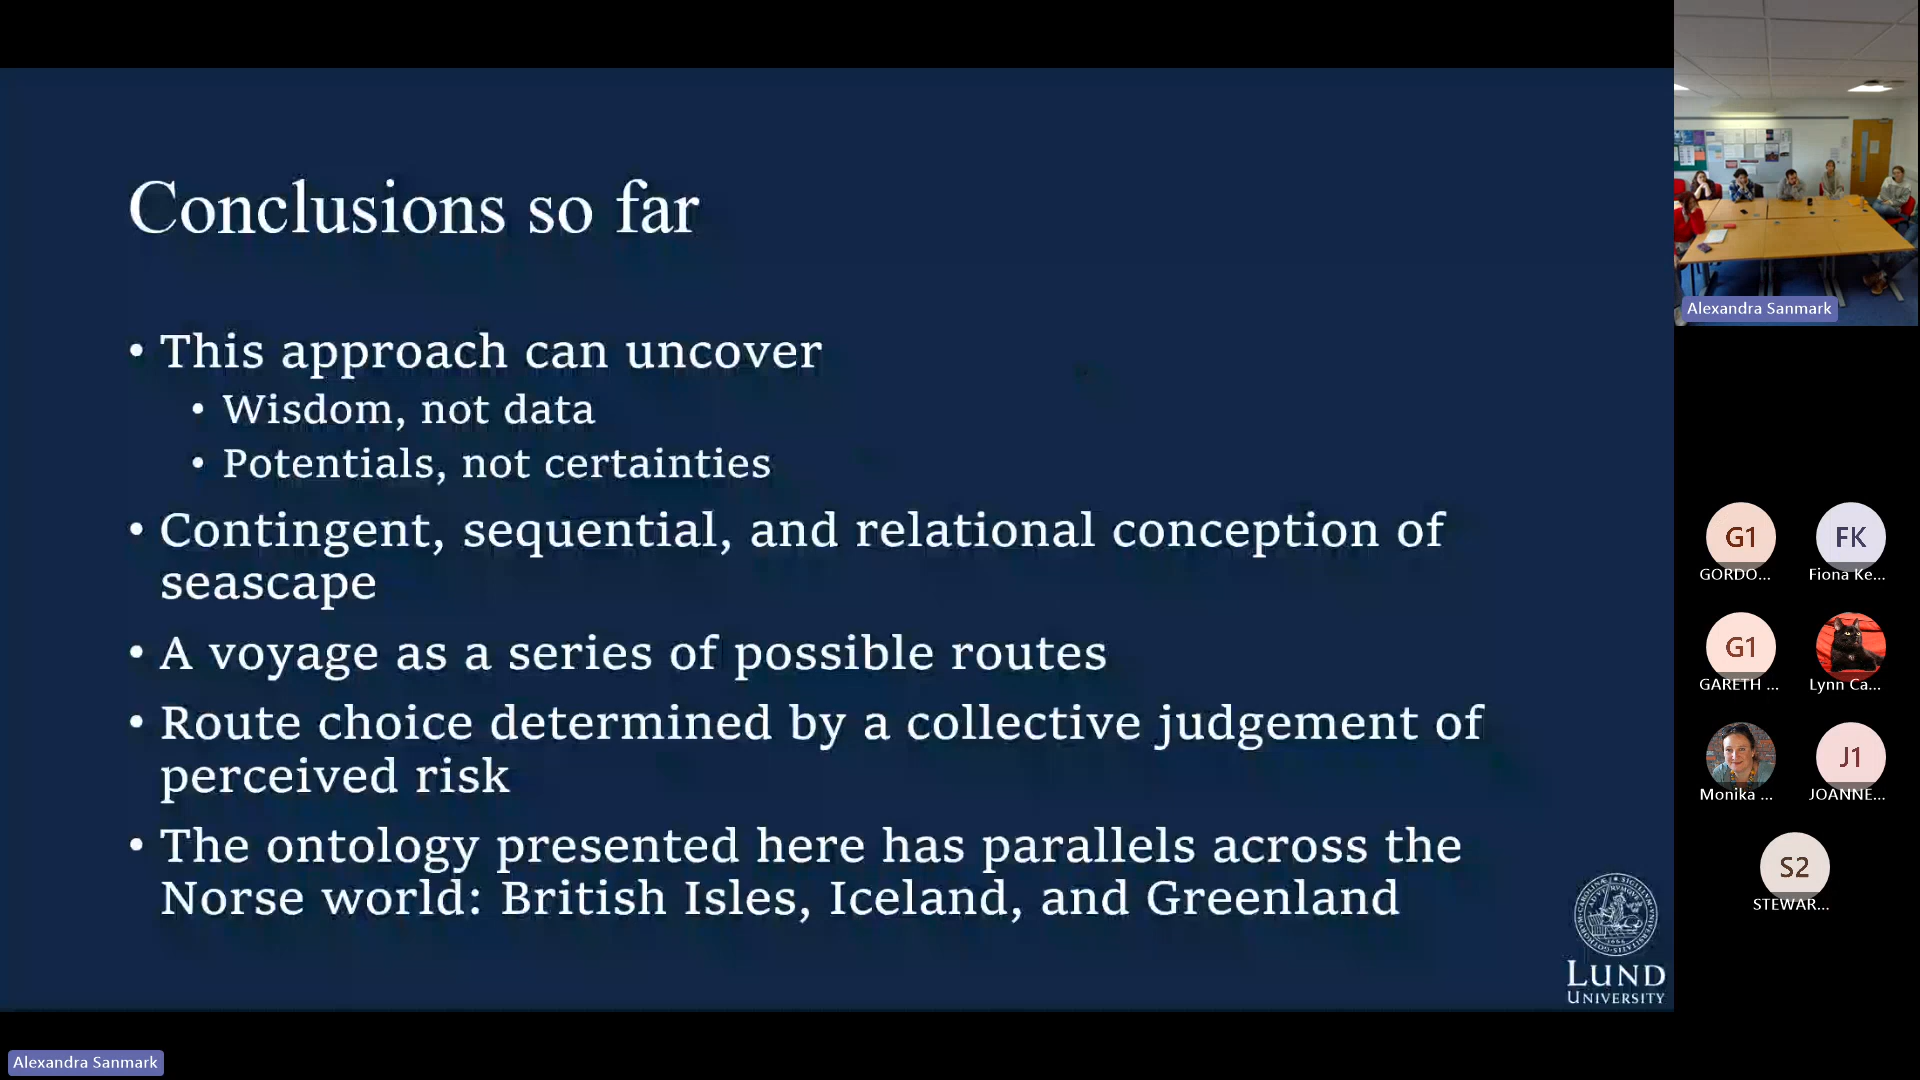 Conclusions so far
• This approach can uncover
• Wisdom, not data
• Potentials, not certainties
• Contingent, sequential, and relational conception of
seascape
• A voyage as a series of possible routes
• Route choice determined by a collective judgement of
perceived risk
• The ontology presented here has parallels across the
Norse world: British Isles, Iceland, and Greenland
LUND
UNIVERSITY
Alexandra Sanmark
Alexandra Sanmark
G1
GORDO...
FK
Fiona Ke...
G1
GARETH ...
Lynn Ca...
Monika ...
J1
JOANNE...
S2
STEWAR...